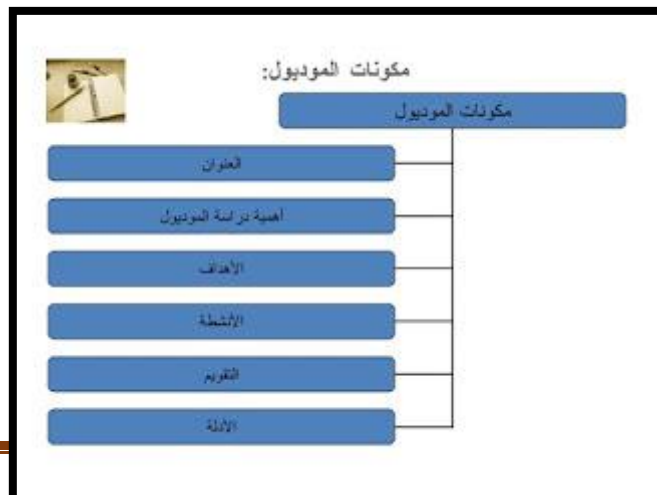 مكونات الموديول:
مكونات الموديول
العنوان
أهمية دراسة الموديول
الأهداف
الأنشطة
التقويم
الأدلة